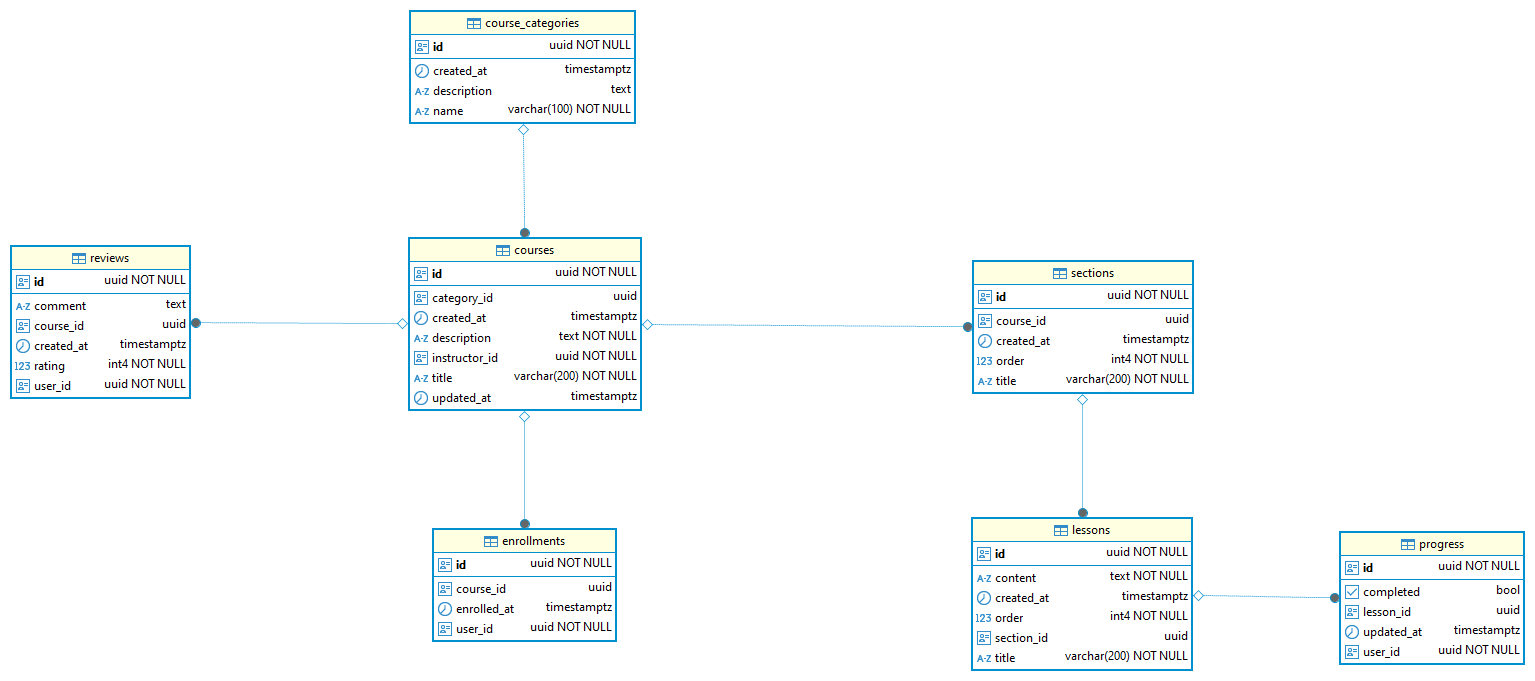 course_categories
id uuid NOT NULL
created_at timestamptz
A-Z description text
A-Z name varchar(100) NOT NULL
reviews
id uuid NOT NULL
A-Z comment text
course_id uuid
created_at timestamptz
123 rating int4 NOT NULL
user_id uuid NOT NULL
courses
id uuid NOT NULL
category_id uuid
created_at timestamptz
A-Z description text NOT NULL
instructor_id uuid NOT NULL
A-Z title varchar(200) NOT NULL
updated_at timestamptz
sections
id uuid NOT NULL
course_id uuid
created_at timestamptz
123 order int4 NOT NULL
A-Z title varchar(200) NOT NULL
enrollments
id uuid NOT NULL
course_id uuid
enrolled_at timestamptz
user_id uuid NOT NULL
lessons
id uuid NOT NULL
A-Z content text NOT NULL
created_at timestamptz
123 order int4 NOT NULL
section_id uuid
A-Z title varchar(200) NOT NULL
progress
id uuid NOT NULL
completed bool
lesson_id uuid
updated_at timestamptz
user_id uuid NOT NULL